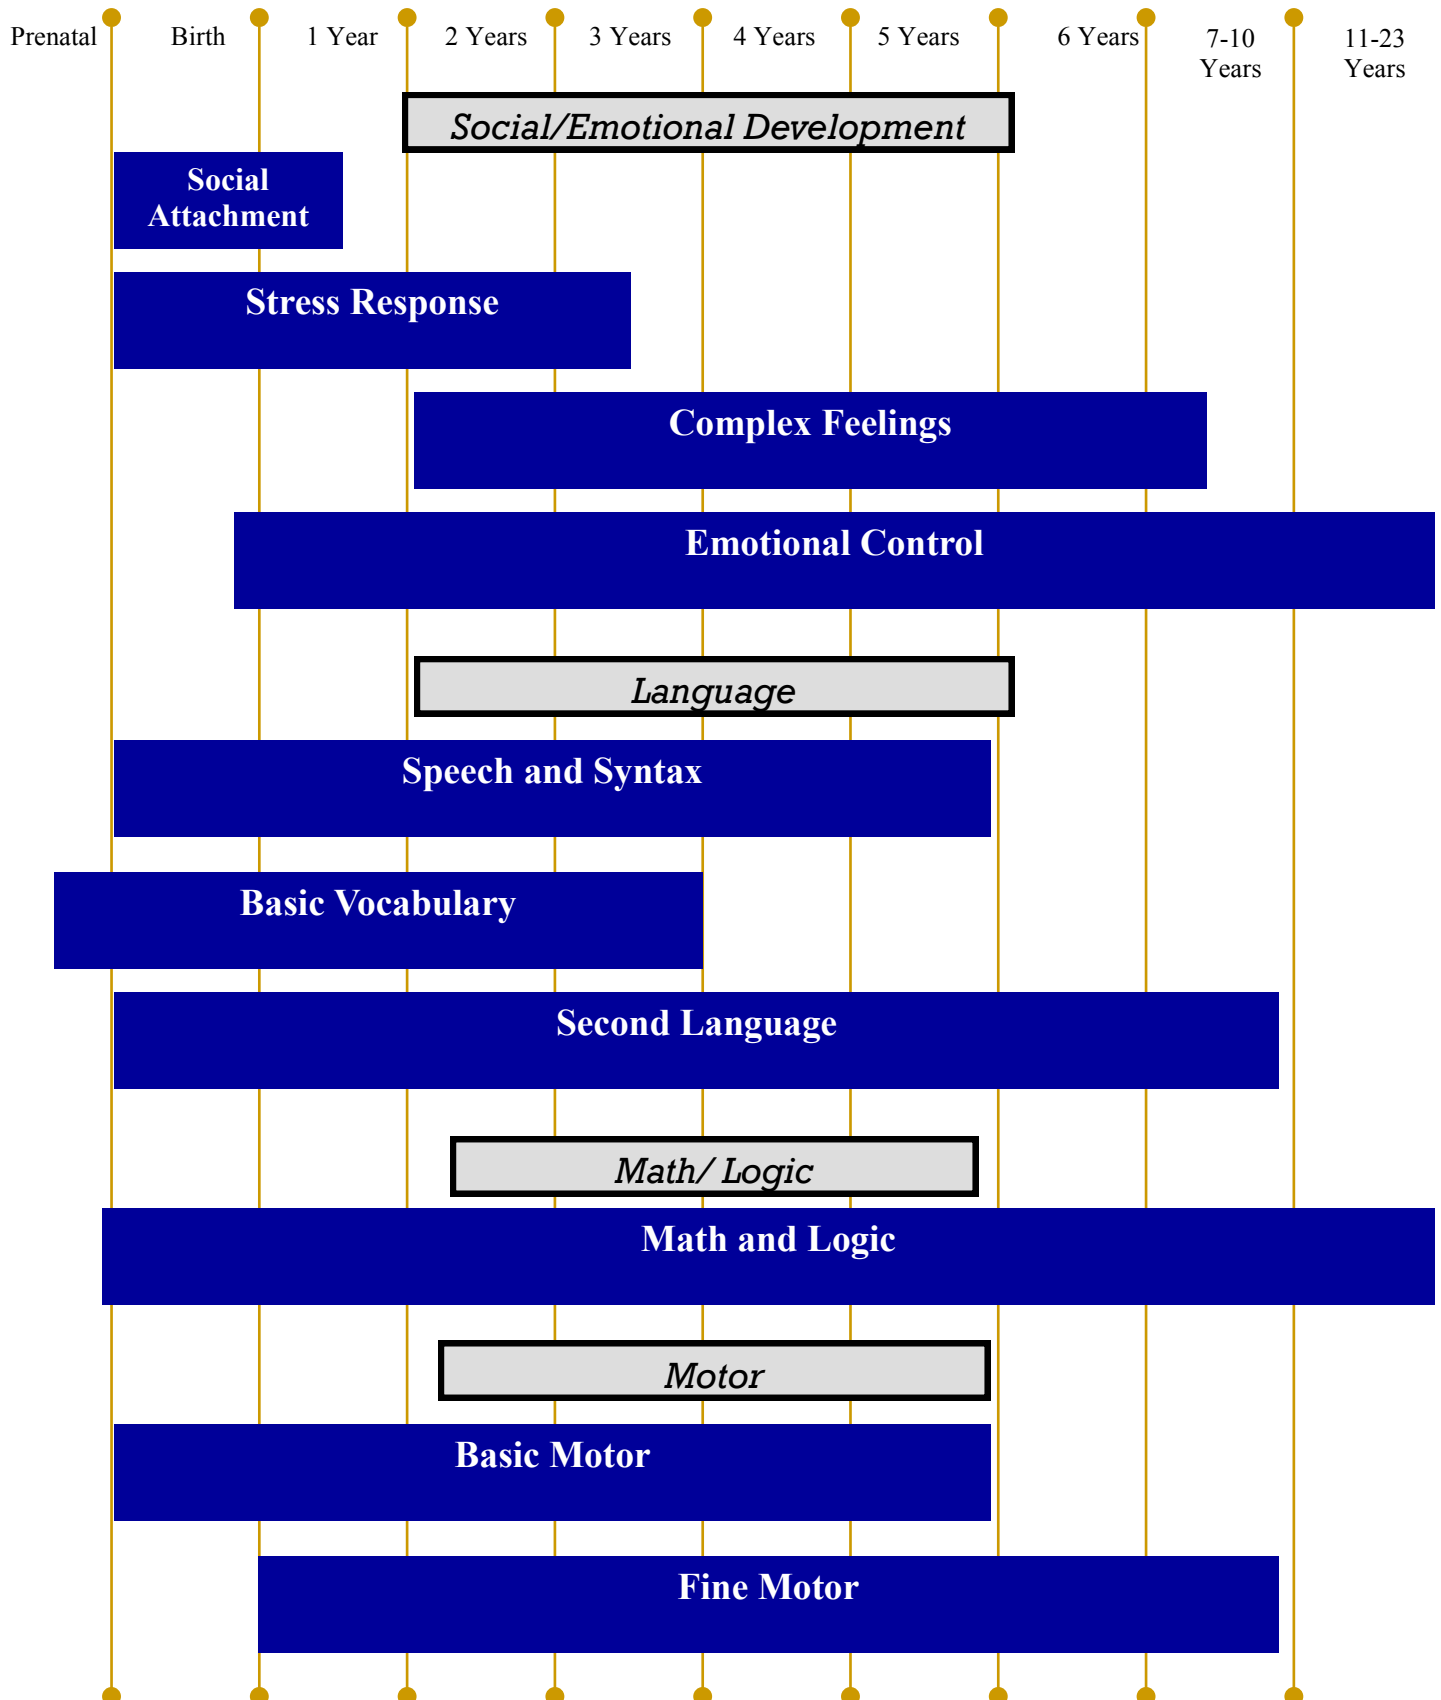 Prenatal Birth 1 Year 2 Years 3 Years 4 Years 5 Years 6 Years 7-10 11-23
Years Years
Social/Emotional Development
Social
Attachment
Stress Response
Complex Feelings
Emotional Control
Language
Speech and Syntax
Basic Vocabulary
Second Language
Math/ Logic
Math and Logic
Motor
Basic Motor
Fine Motor